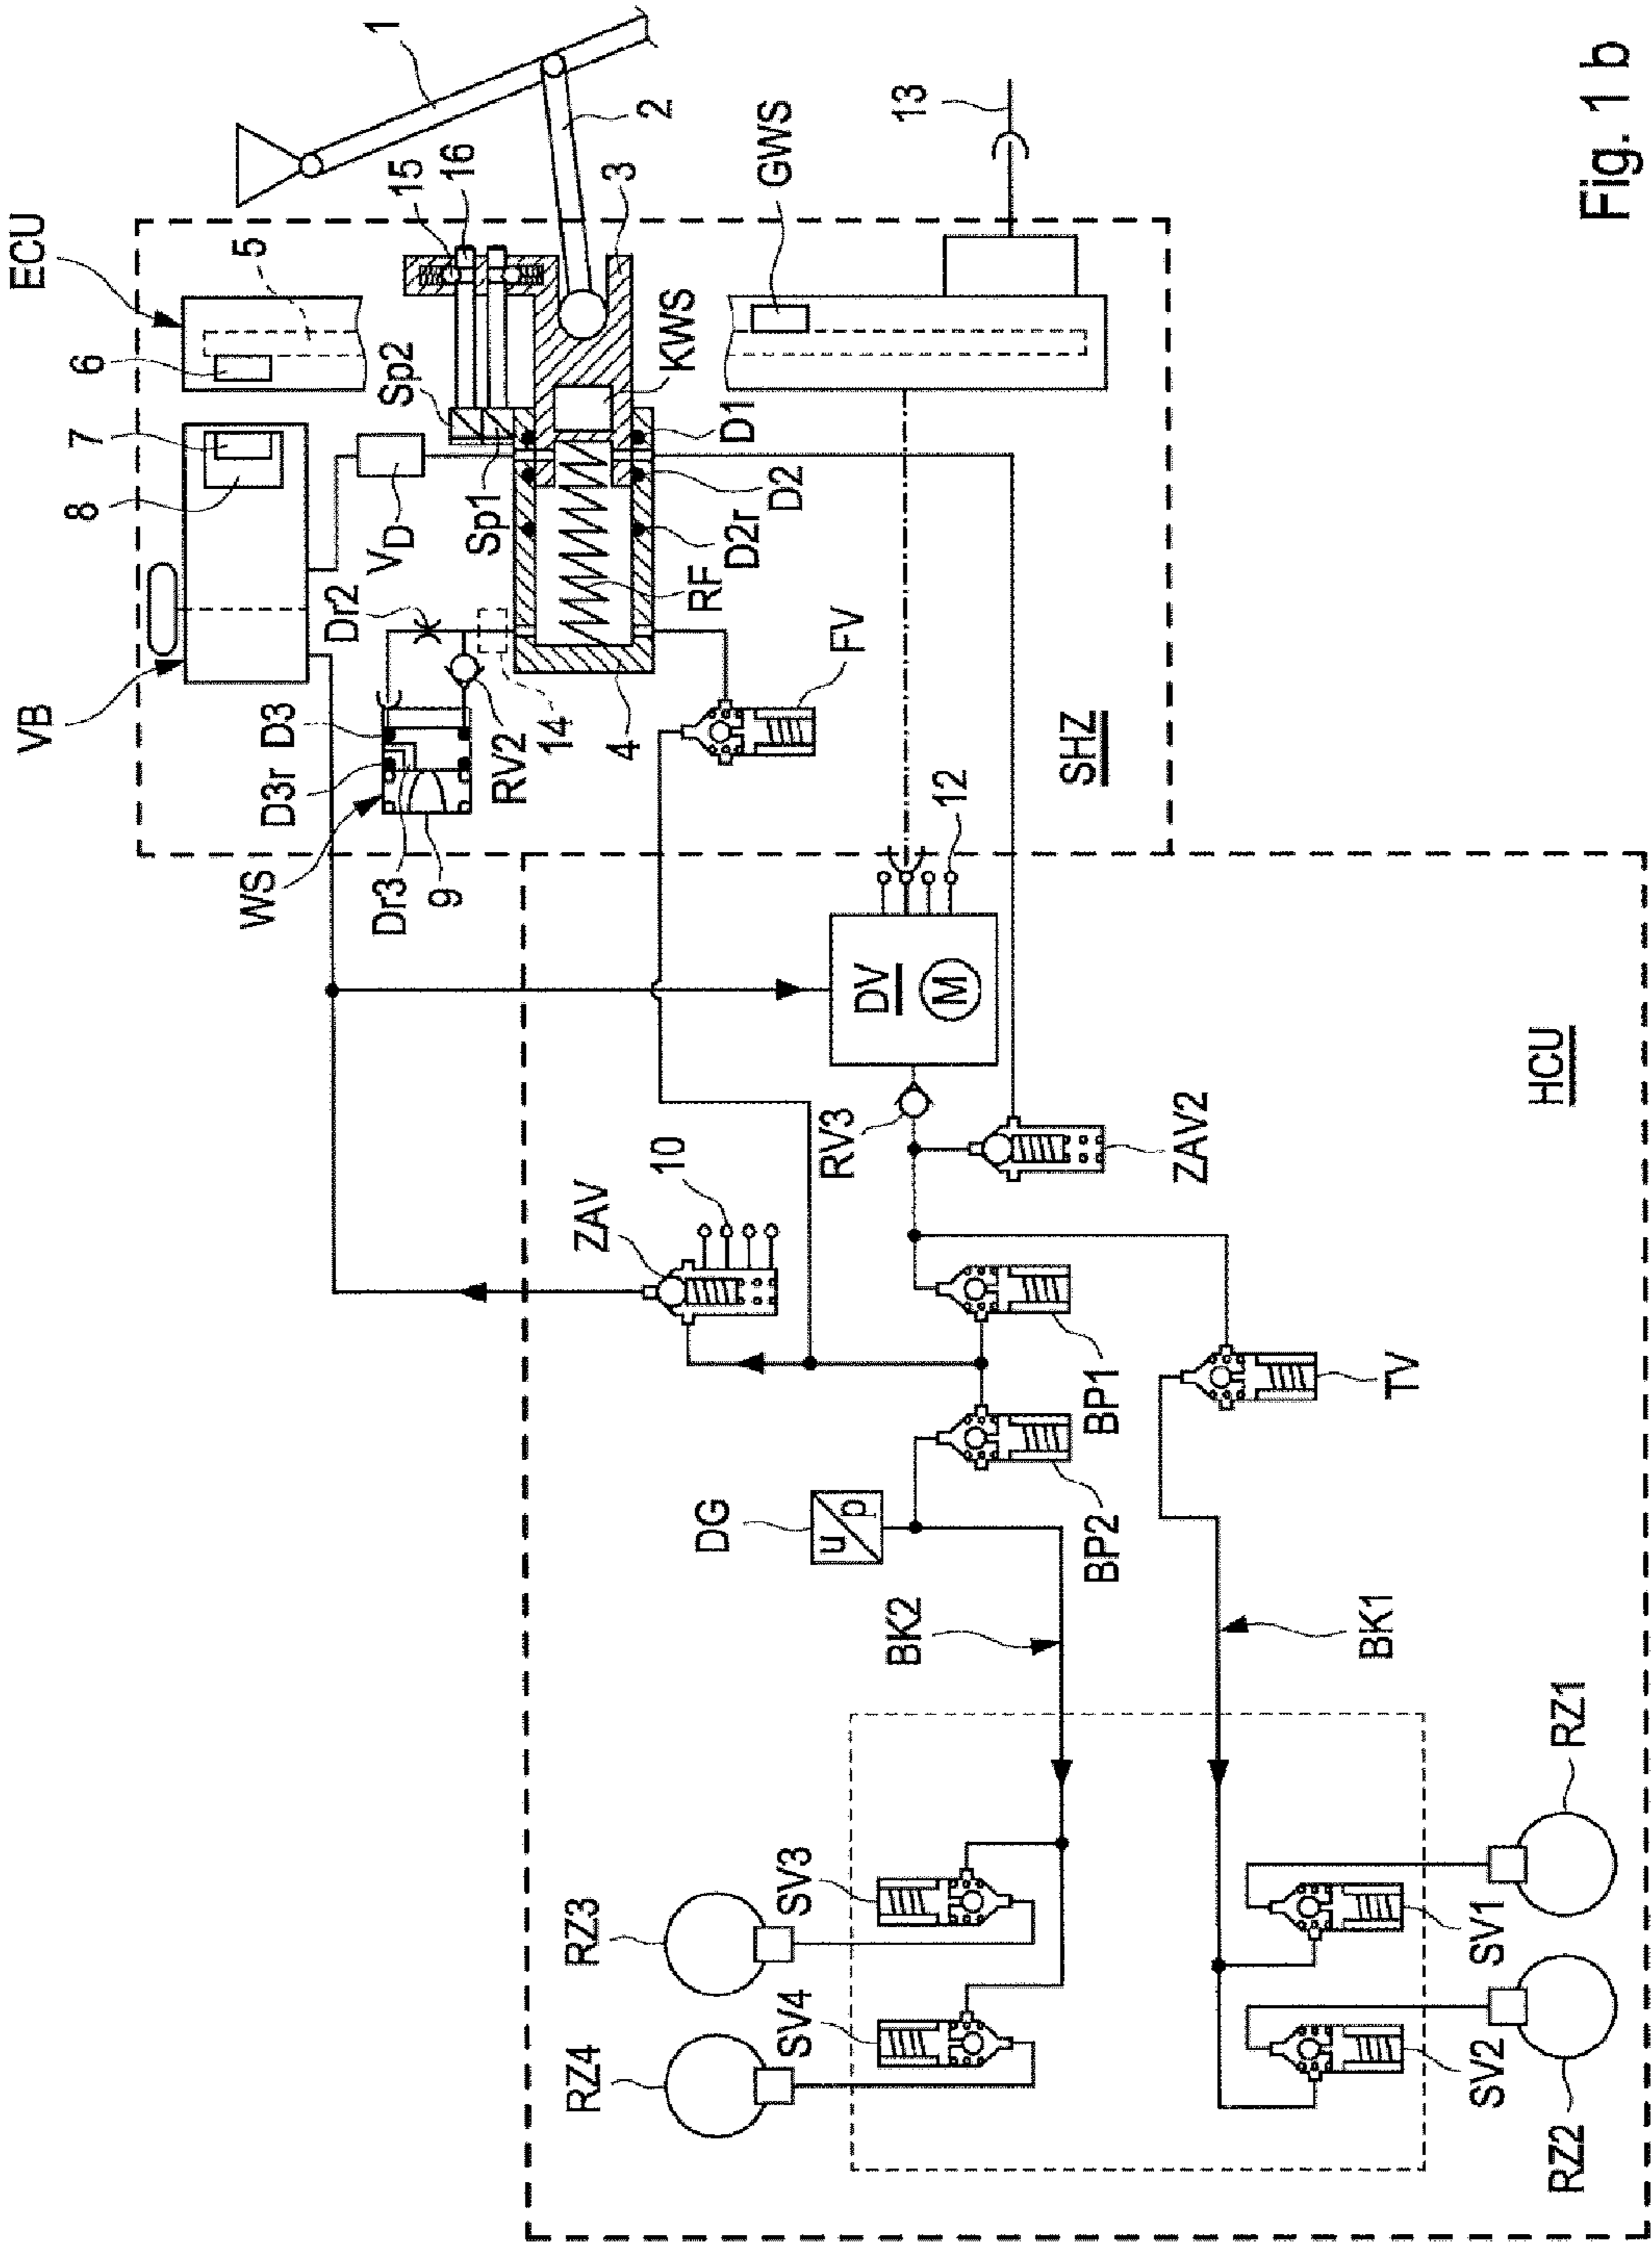 ECU
1
15
16
2
3
5
6
Sp2
KWS
GWS
13
7
8
VD
Sp1
D1
D2
D2r
RF
Dr2
VB
D3
D3r
RV2
14
4
FV
SHZ
WS
Dr3
9
12
DV
M
HCU
RV3
ZAV2
10
ZAV
BP1
TV
DG
u
p
BP2
BK2
BK1
RZ3
SV3
RZ1
SV1
RZ4
SV4
SV2
RZ2
Fig. 1 b